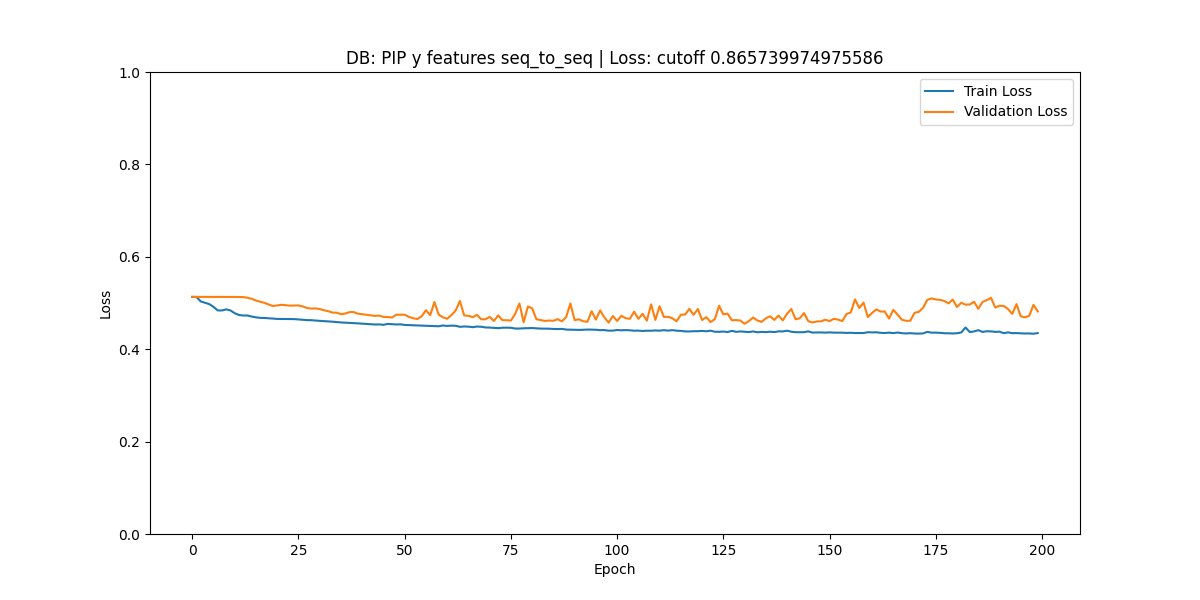 DB: PIP y features seq_to_seq | Loss: cutoff 0.865739974975586
1.0
0.8
0.6
0.4
0.2
0.0
Loss
Train Loss
Validation Loss
0 25 50 75 100 125 150 175 200
Epoch